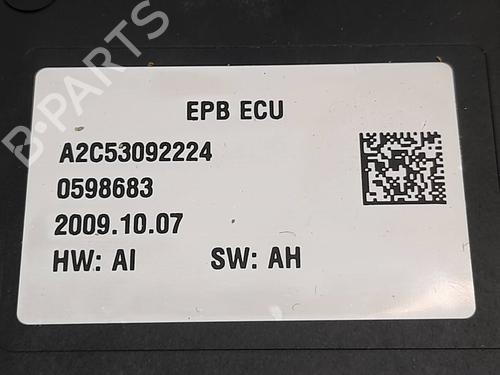 EPB ECU
A2C53092224
0598683
2009.10.07
HW: AI SW: AH
B-PARTS